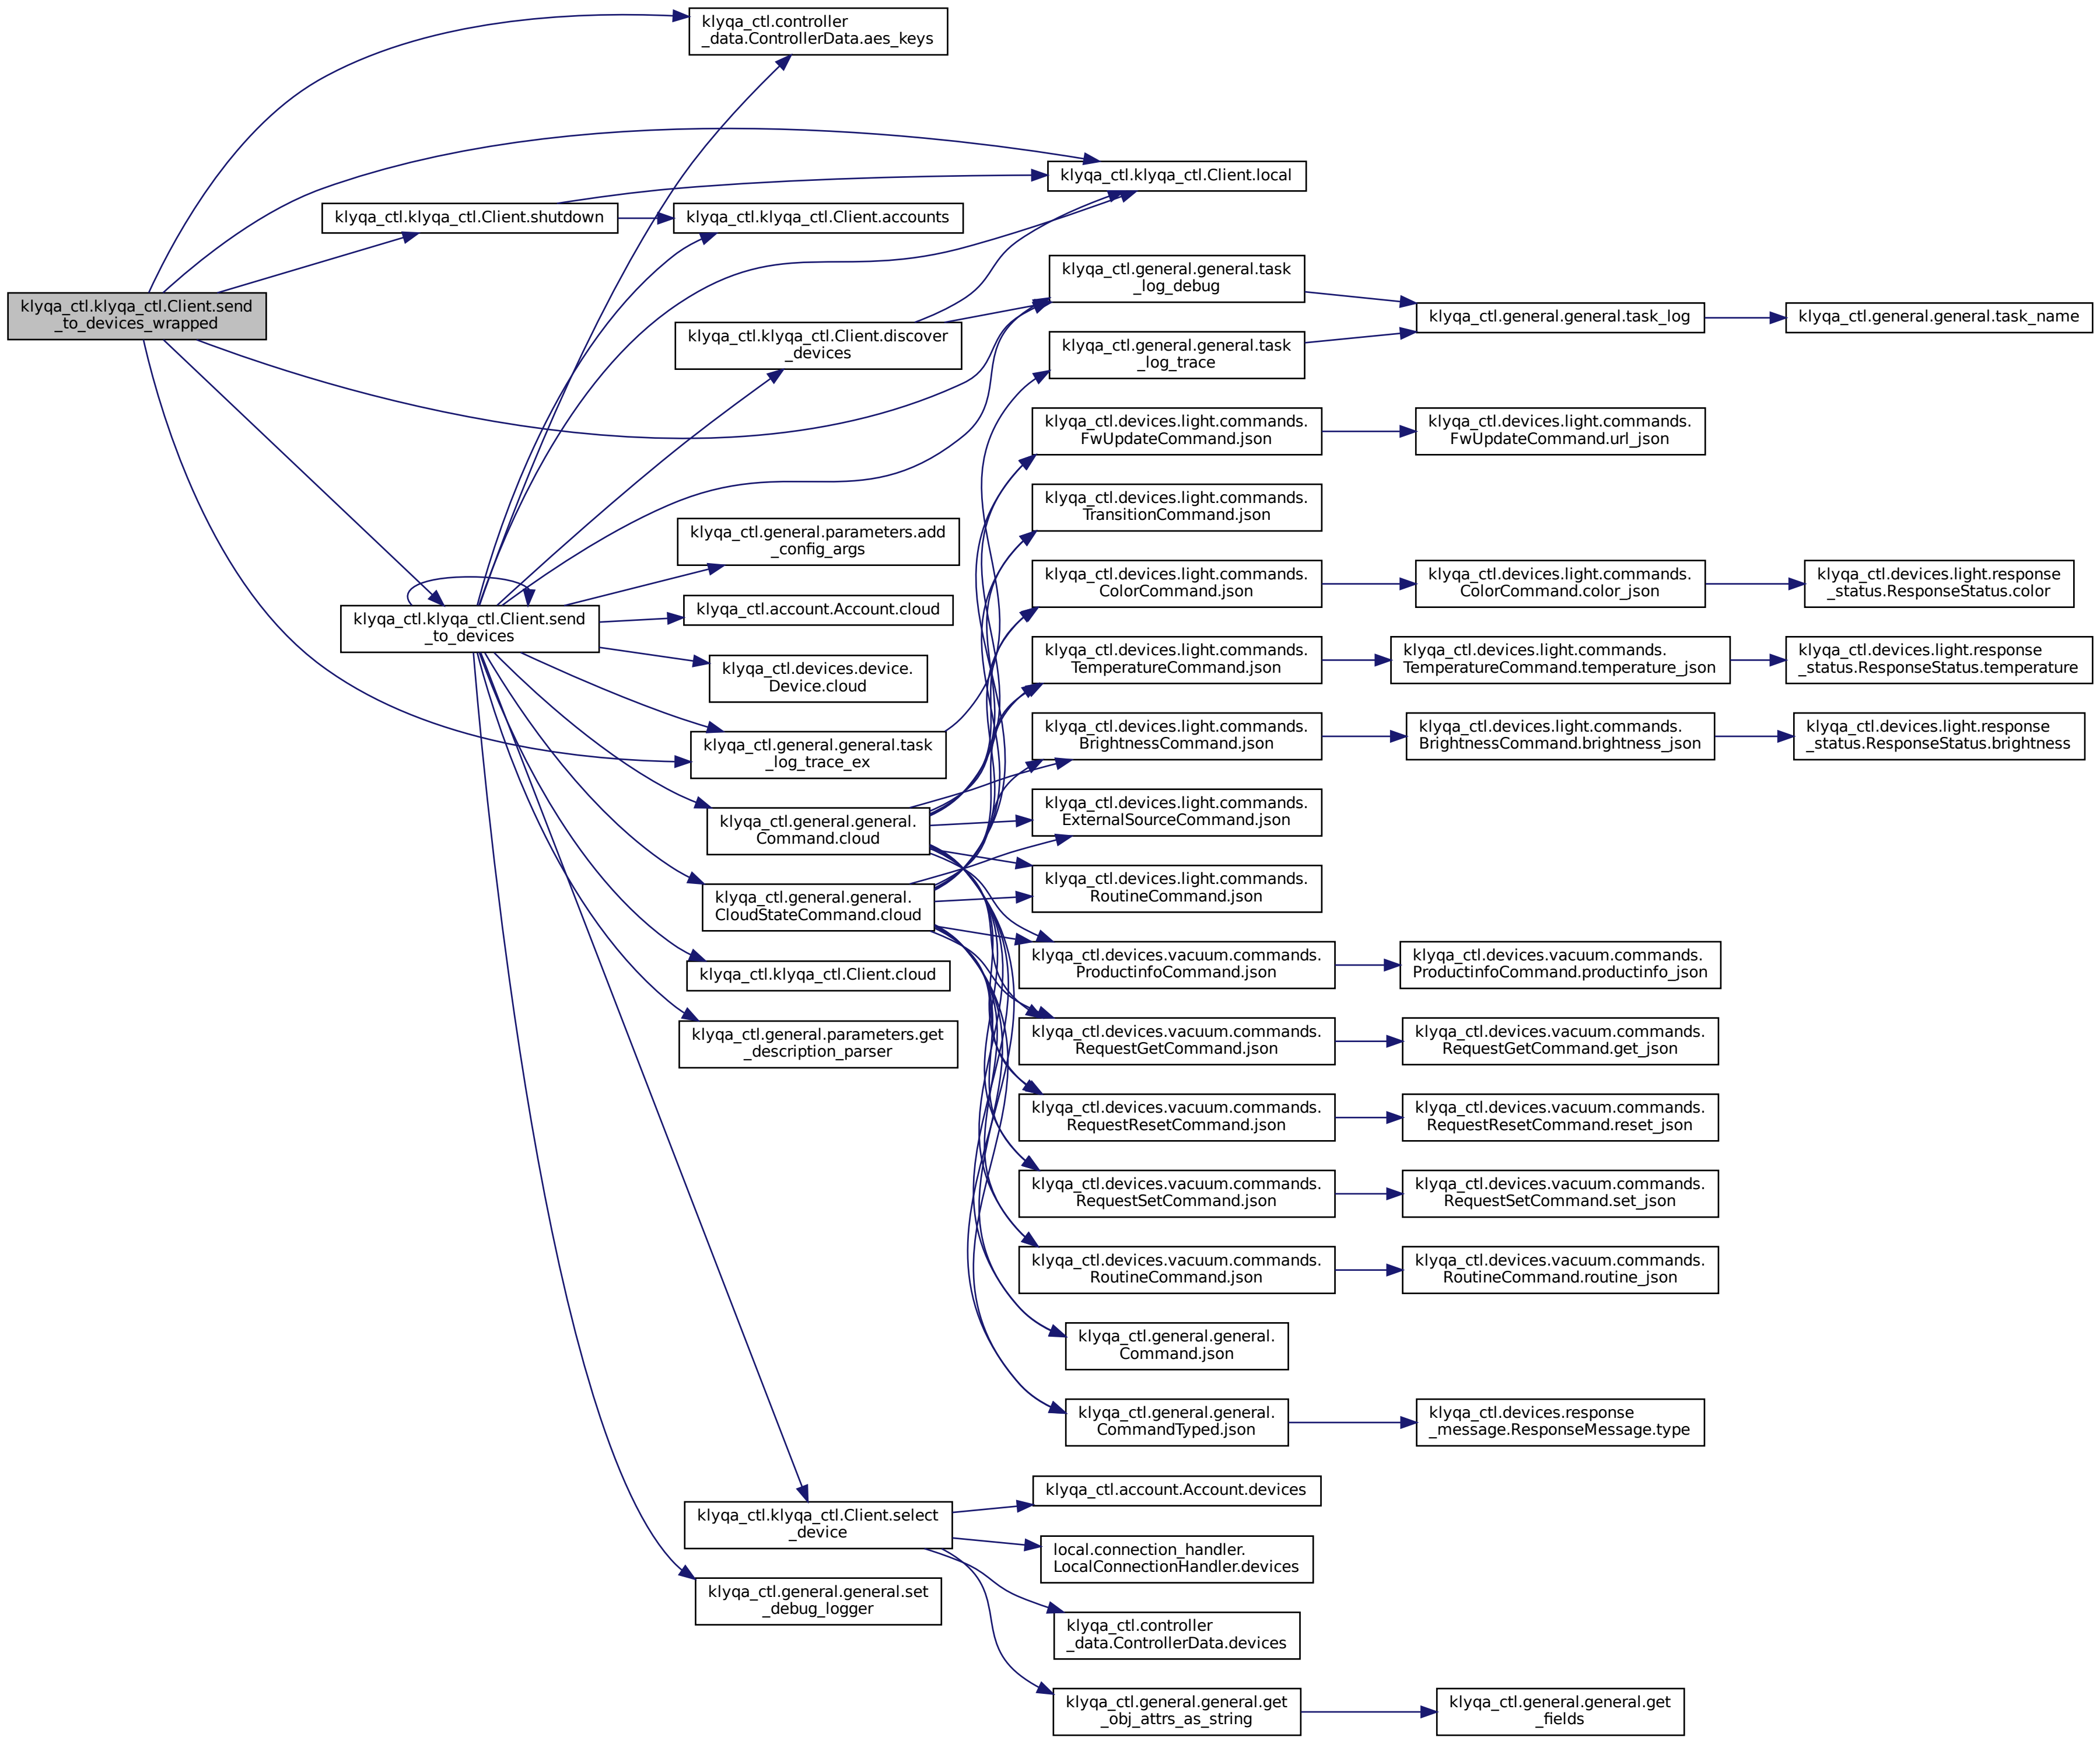 klyqa_ctl.controller
_data.ControllerData.aes_keys
klyqa_ctl.klyqa_ctl.Client.local
klyqa_ctl.klyqa_ctl.Client.shutdown
klyqa_ctl.klyqa_ctl.Client.accounts
klyqa_ctl.general.general.task
_log_debug
klyqa_ctl.klyqa_ctl.Client.send
_to_devices_wrapped
klyqa_ctl.general.general.task_log
klyqa_ctl.general.general.task_name
klyqa_ctl.klyqa_ctl.Client.discover
_devices
klyqa_ctl.general.general.task
_log_trace
klyqa_ctl.devices.light.commands.
FwUpdateCommand.json
klyqa_ctl.devices.light.commands.
FwUpdateCommand.url_json
klyqa_ctl.devices.light.commands.
TransitionCommand.json
klyqa_ctl.general.parameters.add
_config_args
klyqa_ctl.devices.light.commands.
ColorCommand.json
klyqa_ctl.devices.light.commands.
ColorCommand.color_json
klyqa_ctl.devices.light.response
_status.ResponseStatus.color
klyqa_ctl.account.Account.cloud
klyqa_ctl.klyqa_ctl.Client.send
_to_devices
klyqa_ctl.devices.light.commands.
TemperatureCommand.json
klyqa_ctl.devices.light.commands.
TemperatureCommand.temperature_json
klyqa_ctl.devices.light.response
_status.ResponseStatus.temperature
klyqa_ctl.devices.device.
Device.cloud
klyqa_ctl.devices.light.commands.
BrightnessCommand.json
klyqa_ctl.devices.light.commands.
BrightnessCommand.brightness_json
klyqa_ctl.devices.light.response
_status.ResponseStatus.brightness
klyqa_ctl.general.general.task
_log_trace_ex
klyqa_ctl.devices.light.commands.
ExternalSourceCommand.json
klyqa_ctl.general.general.
Command.cloud
klyqa_ctl.devices.light.commands.
RoutineCommand.json
klyqa_ctl.general.general.
CloudStateCommand.cloud
klyqa_ctl.devices.vacuum.commands.
ProductinfoCommand.json
klyqa_ctl.devices.vacuum.commands.
ProductinfoCommand.productinfo_json
klyqa_ctl.klyqa_ctl.Client.cloud
klyqa_ctl.devices.vacuum.commands.
RequestGetCommand.json
klyqa_ctl.devices.vacuum.commands.
RequestGetCommand.get_json
klyqa_ctl.general.parameters.get
_description_parser
klyqa_ctl.devices.vacuum.commands.
RequestResetCommand.json
klyqa_ctl.devices.vacuum.commands.
RequestResetCommand.reset_json
klyqa_ctl.devices.vacuum.commands.
RequestSetCommand.json
klyqa_ctl.devices.vacuum.commands.
RequestSetCommand.set_json
klyqa_ctl.devices.vacuum.commands.
RoutineCommand.json
klyqa_ctl.devices.vacuum.commands.
RoutineCommand.routine_json
klyqa_ctl.general.general.
Command.json
klyqa_ctl.general.general.
CommandTyped.json
klyqa_ctl.devices.response
_message.ResponseMessage.type
klyqa_ctl.account.Account.devices
klyqa_ctl.klyqa_ctl.Client.select
_device
local.connection_handler.
LocalConnectionHandler.devices
klyqa_ctl.general.general.set
_debug_logger
klyqa_ctl.controller
_data.ControllerData.devices
klyqa_ctl.general.general.get
_obj_attrs_as_string
klyqa_ctl.general.general.get
_fields